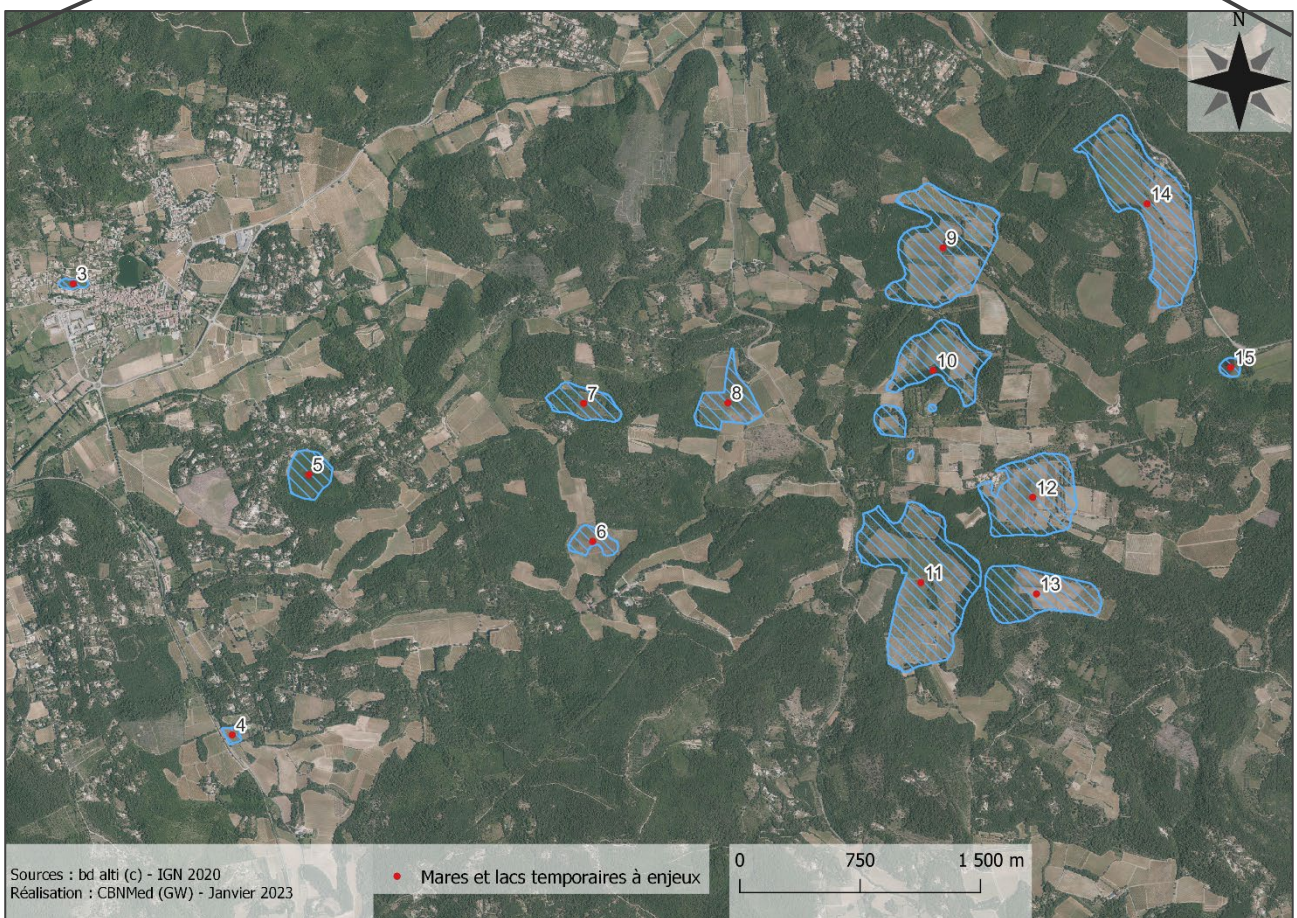 N
14
9
3
10
15
7
8
5
12
6
11
13
4
Sources : bd alti (c) - IGN 2020
Réalisation : CBNMed (GW) - Janvier 2023
Mares et lacs temporaires à enjeux
0 750 1 500 m